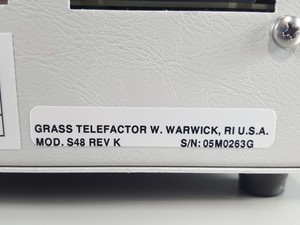 GRASS TELEFACTOR W. WARWICK, RI U.S.A.
MOD. S48 REV K S/N: 05M0263G